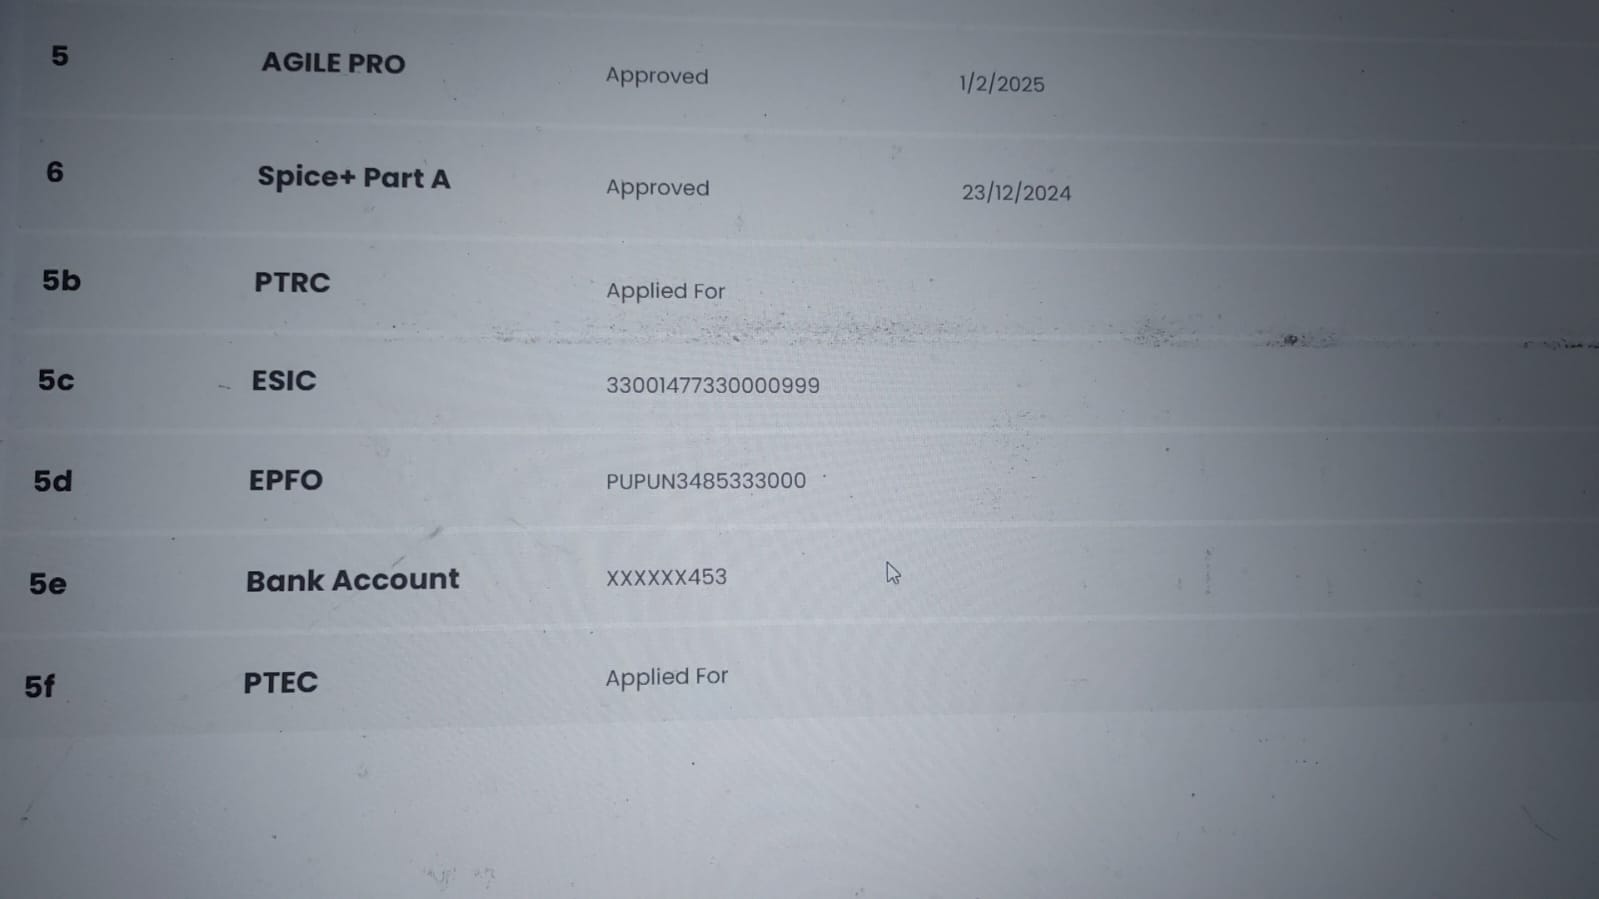 5 AGILE PRO Approved 1/2/2025
6 Spice+ Part A Approved 23/12/2024
5b PTRC Applied For
5c ESIC 33001477330000999
5d EPFO PUPUN3485333000
5e Bank Account XXXXXX453
5f PTEC Applied For